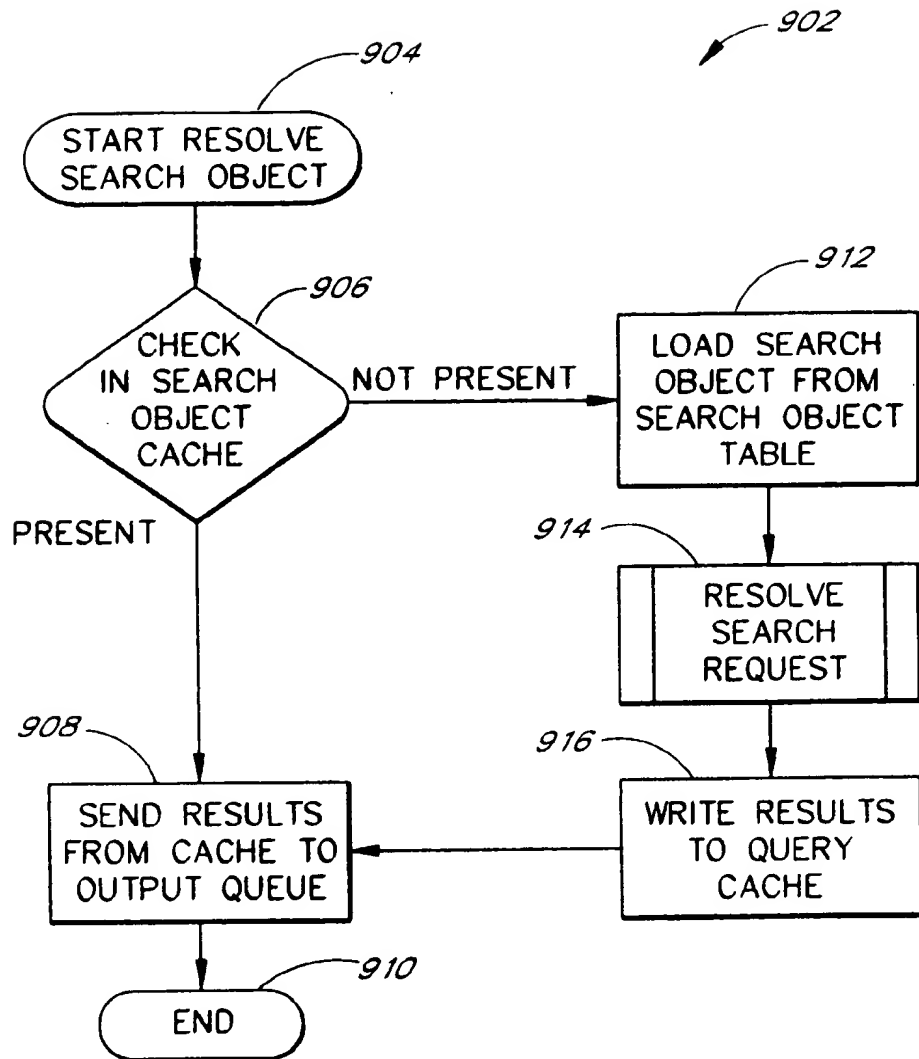 902
904
START RESOLVE
SEARCH OBJECT
906
CHECK
IN SEARCH
OBJECT
CACHE
NOT PRESENT
PRESENT
912
LOAD SEARCH
OBJECT FROM
SEARCH OBJECT
TABLE
914
RESOLVE
SEARCH
REQUEST
916
WRITE RESULTS
TO QUERY
CACHE
908
SEND RESULTS
FROM CACHE TO
OUTPUT QUEUE
910
END